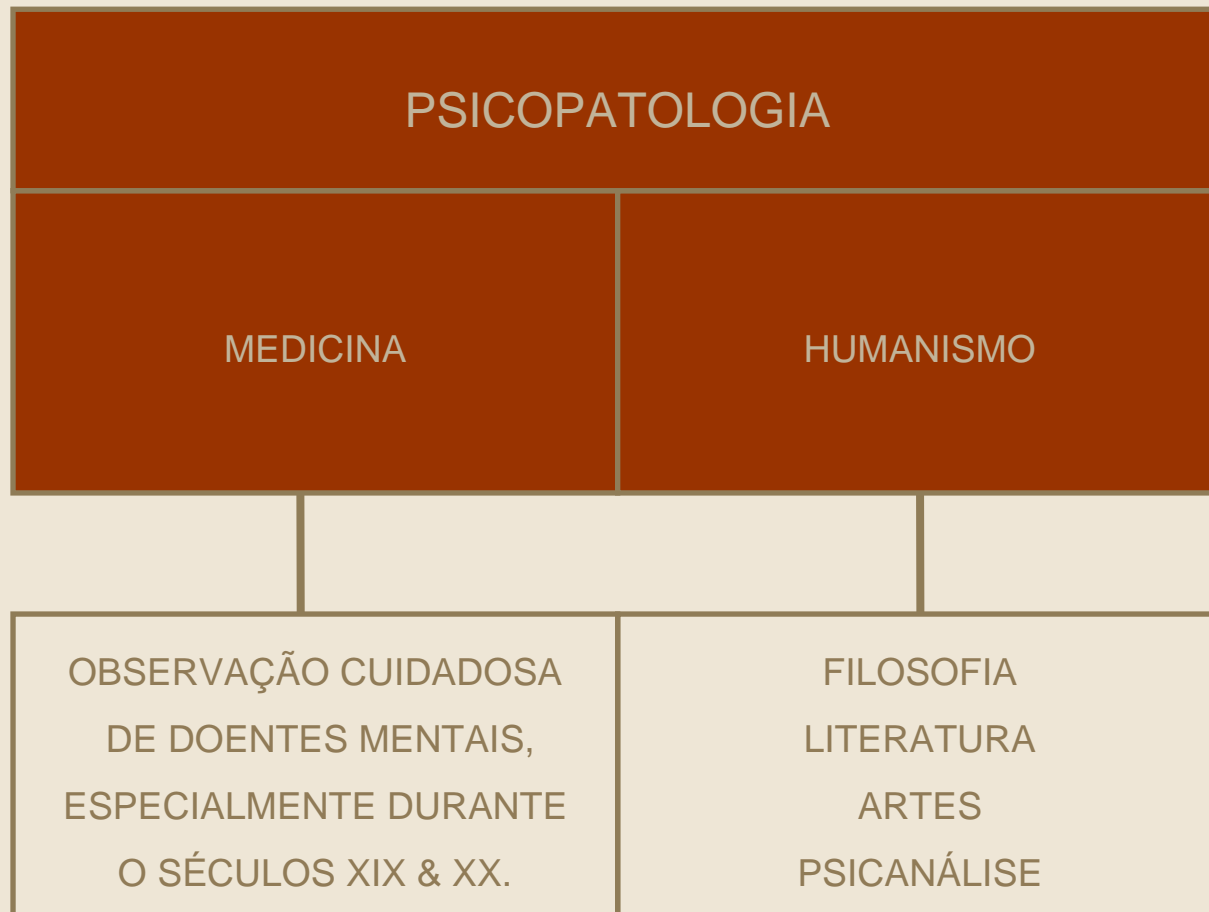 PSICOPATOLOGIA
MEDICINA
HUMANISMO
OBSERVAÇÃO CUIDADOSA
DE DOENTES MENTAIS,
ESPECIALMENTE DURANTE
O SÉCULOS XIX & XX.
FILOSOFIA
LITERATURA
ARTES
PSICANÁLISE